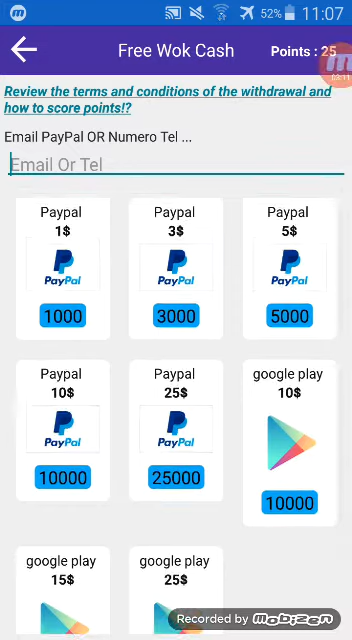 52% 11:07
Free Wok Cash
Points : 25
03:11
Review the terms and conditions of the withdrawal and
how to score points!?
Email PayPal OR Numero Tel ...
Email Or Tel
Paypal
1$
PayPal
1000
Paypal
3$
PayPal
3000
Paypal
5$
PayPal
5000
Paypal
10$
PayPal
10000
Paypal
25$
PayPal
25000
google play
10$
10000
google play
15$
google play
25$
Recorded by mobizen